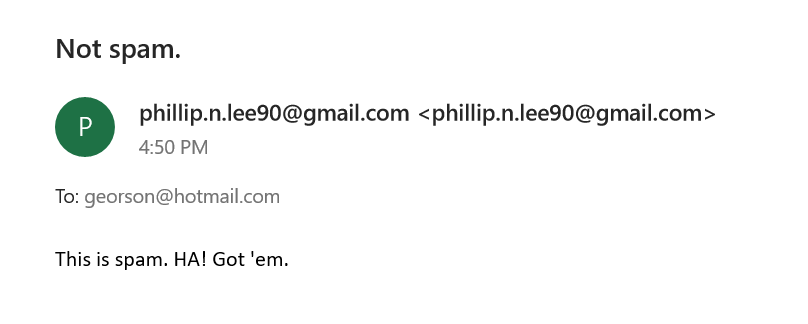 Not spam.
P
phillip.n.lee90@gmail.com <phillip.n.lee90@gmail.com>
4:50 PM
To: georson@hotmail.com
This is spam. HA! Got 'em.